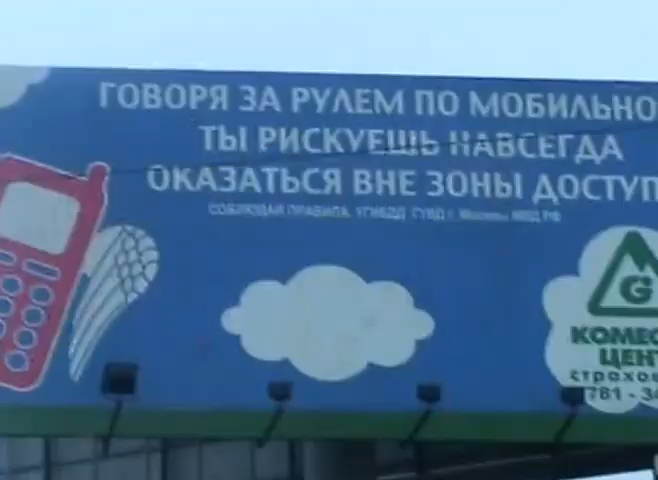 ГОВОРЯ ЗА РУЛЕМ ПО МОБИЛЬНО
ТЫ РИСКУЕШЬ НАВСЕГДА
ОКАЗАТЬСЯ ВНЕ ЗОНЫ ДОСТУП
СОБЛЮДАЙ ПРАВИЛА. УГИБДД ГУВД г. Москвы МВД РФ
G
КОМЕС
ЦЕНТ
страхов
781 - 3